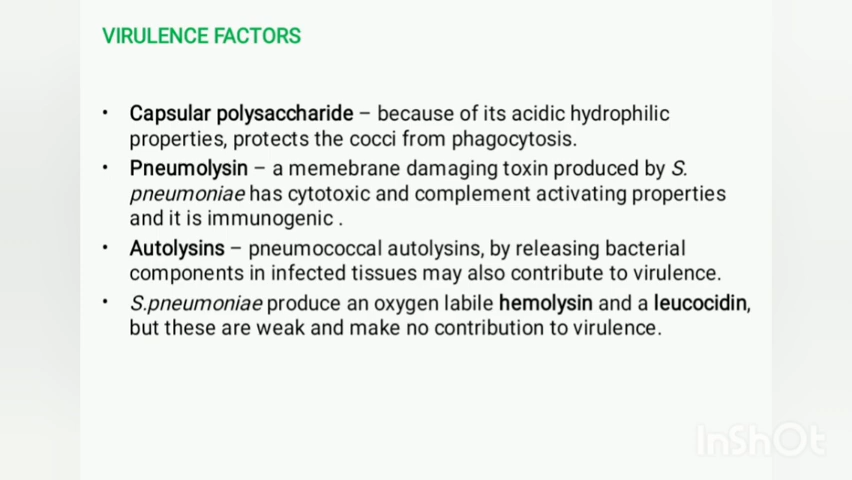 VIRULENCE FACTORS
• Capsular polysaccharide – because of its acidic hydrophilic
properties, protects the cocci from phagocytosis.
• Pneumolysin – a memebrane damaging toxin produced by S.
pneumoniae has cytotoxic and complement activating properties
and it is immunogenic .
• Autolysins – pneumococcal autolysins, by releasing bacterial
components in infected tissues may also contribute to virulence.
• S.pneumoniae produce an oxygen labile hemolysin and a leucocidin,
but these are weak and make no contribution to virulence.
InShOt